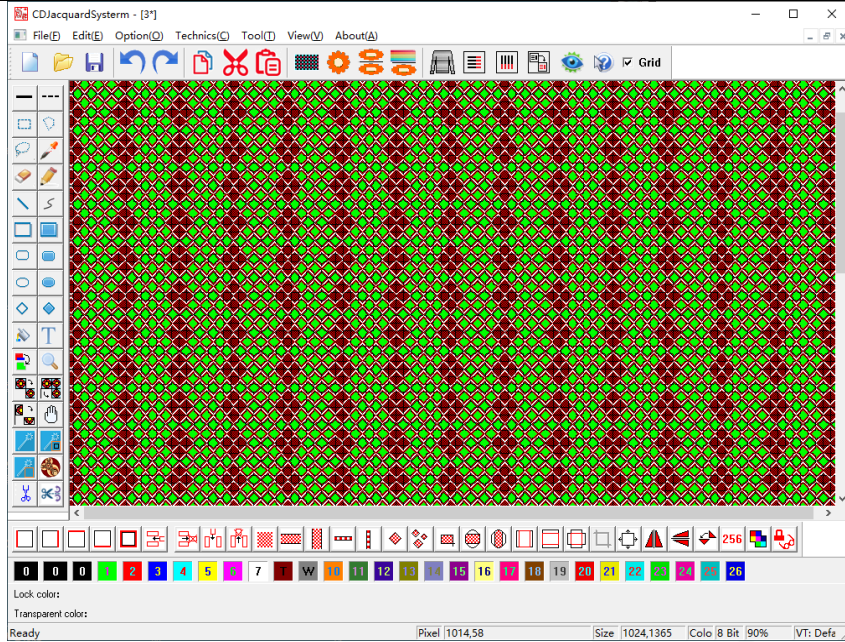 CDJacquardSysterm - [3*]
File(F) Edit(E) Option(O) Technics(C) Tool(T) View(V) About(A)
Grid
T
256
0 0 0 1 2 3 4 5 6 7 T W 10 11 12 13 14 15 16 17 18 19 20 21 22 23 24 25 26
Lock color:
Transparent color:
Ready Pixel 1014,58 Size 1024,1365 Colo 8 Bit 90% VT: Defa